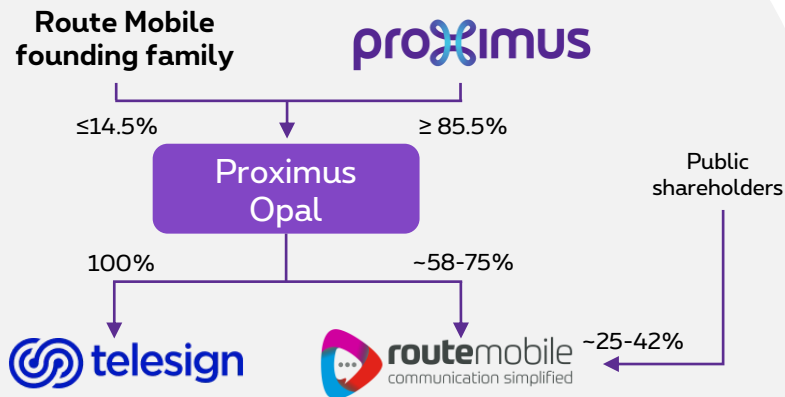 Route Mobile
founding family
proximus
≤14.5%
≥ 85.5%
Proximus
Opal
Public
shareholders
100%
~58-75%
telesign
routemobile
communication simplified
~25-42%